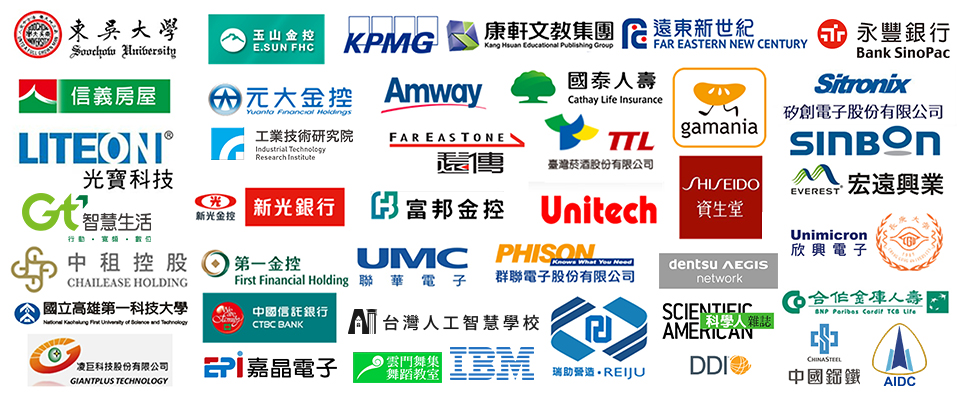 東吳大學
Soochow University
玉山金控
E.SUN FHC
KPMG
康軒文教集團
Kang Hsuan Educational Publishing Group
遠東新世紀
FAR EASTERN NEW CENTURY
永豐銀行
Bank SinoPac
信義房屋
元大金控
Yuanta Financial Holdings
Amway
國泰人壽
Cathay Life Insurance
gamania
Sitronix
矽創電子股份有限公司
LITEON®
光寶科技
工業技術研究院
Industrial Technology
Research Institute
FAREASTONE
遠傳
TTL
臺灣菸酒股份有限公司
SINBON
SHISEIDO
資生堂
EVEREST
宏遠興業
Gt
智慧生活
行動・寬頻・數位
新光金控
新光銀行
富邦金控
Unitech
Unimicron
欣興電子
中租控股
CHAILEASE HOLDING
第一金控
First Financial Holding
UMC
聯華電子
PHISON
Knows What You Need
群聯電子股份有限公司
dentsu AEGIS
network
國立高雄第一科技大學
National Kaohsiung First University of Science and Technology
中國信託銀行
CTBC BANK
台灣人工智慧學校
瑞助營造・REIJU
SCIENTIFIC
AMERICAN
科學人雜誌
合作金庫人壽
BNP Paribas Cardif TCB Life
凌巨科技股份有限公司
GIANTPLUS TECHNOLOGY
EPi
嘉晶電子
雲門舞集
舞蹈教室
IBM
DDI
CHINASTEEL
中國鋼鐵
AIDC